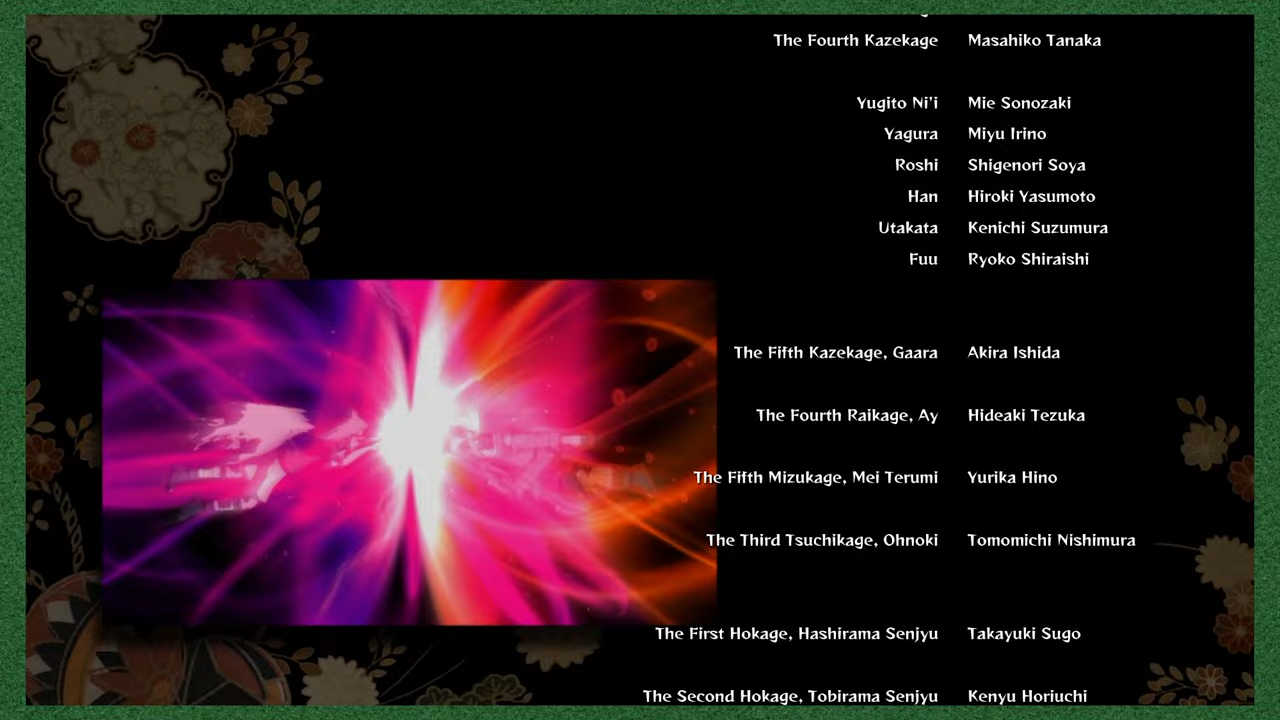 The Fourth Kazekage Masahiko Tanaka
Yugito Ni'i Mie Sonozaki
Yagura Miyu Irino
Roshi Shigenori Soya
Han Hiroki Yasumoto
Utakata Kenichi Suzumura
Fuu Ryoko Shiraishi
The Fifth Kazekage, Gaara Akira Ishida
The Fourth Raikage, Ay Hideaki Tezuka
The Fifth Mizukage, Mei Terumi Yurika Hino
The Third Tsuchikage, Ohnoki Tomomichi Nishimura
The First Hokage, Hashirama Senjyu Takayuki Sugo
The Second Hokage, Tobirama Senjyu Kenyu Horiuchi